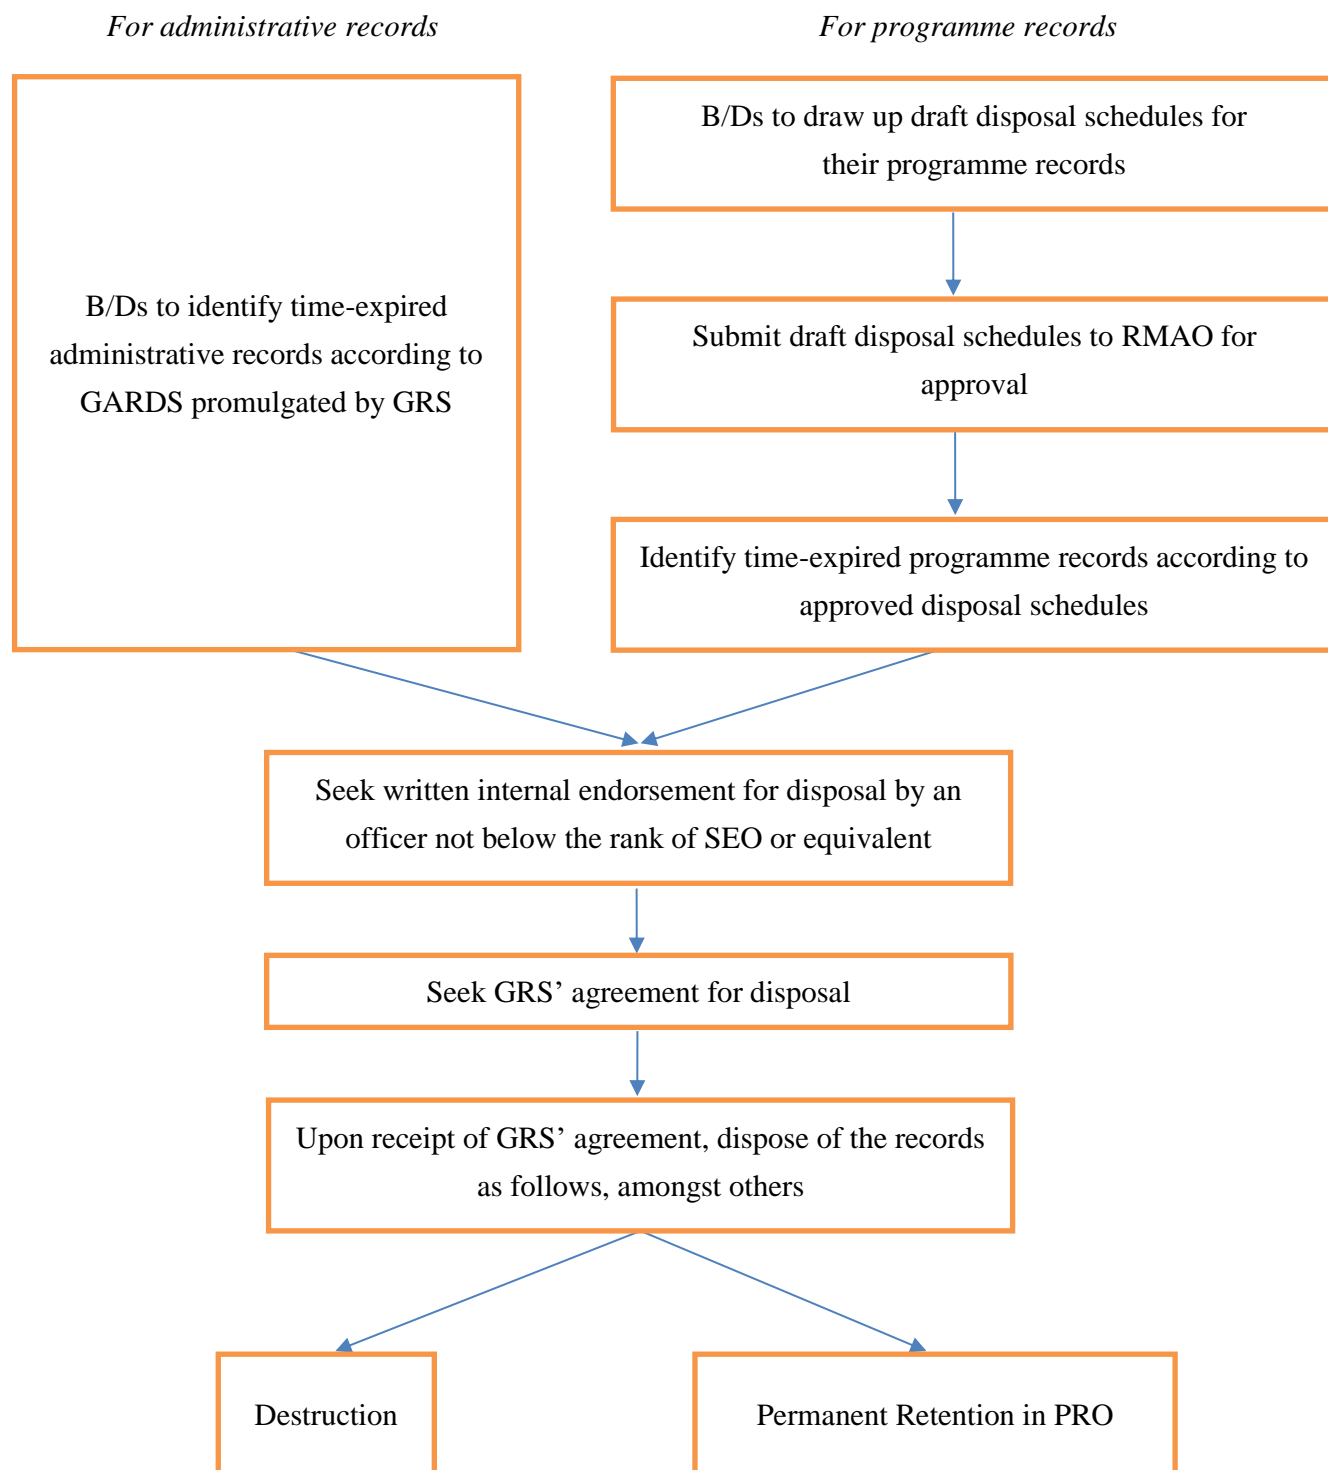 For administrative records
For programme records
B/Ds to identify time-expired
administrative records according to
GARDS promulgated by GRS
B/Ds to draw up draft disposal schedules for
their programme records
Submit draft disposal schedules to RMAO for
approval
Identify time-expired programme records according to
approved disposal schedules
Seek written internal endorsement for disposal by an
officer not below the rank of SEO or equivalent
Seek GRS’ agreement for disposal
Upon receipt of GRS’ agreement, dispose of the records
as follows, amongst others
Destruction
Permanent Retention in PRO